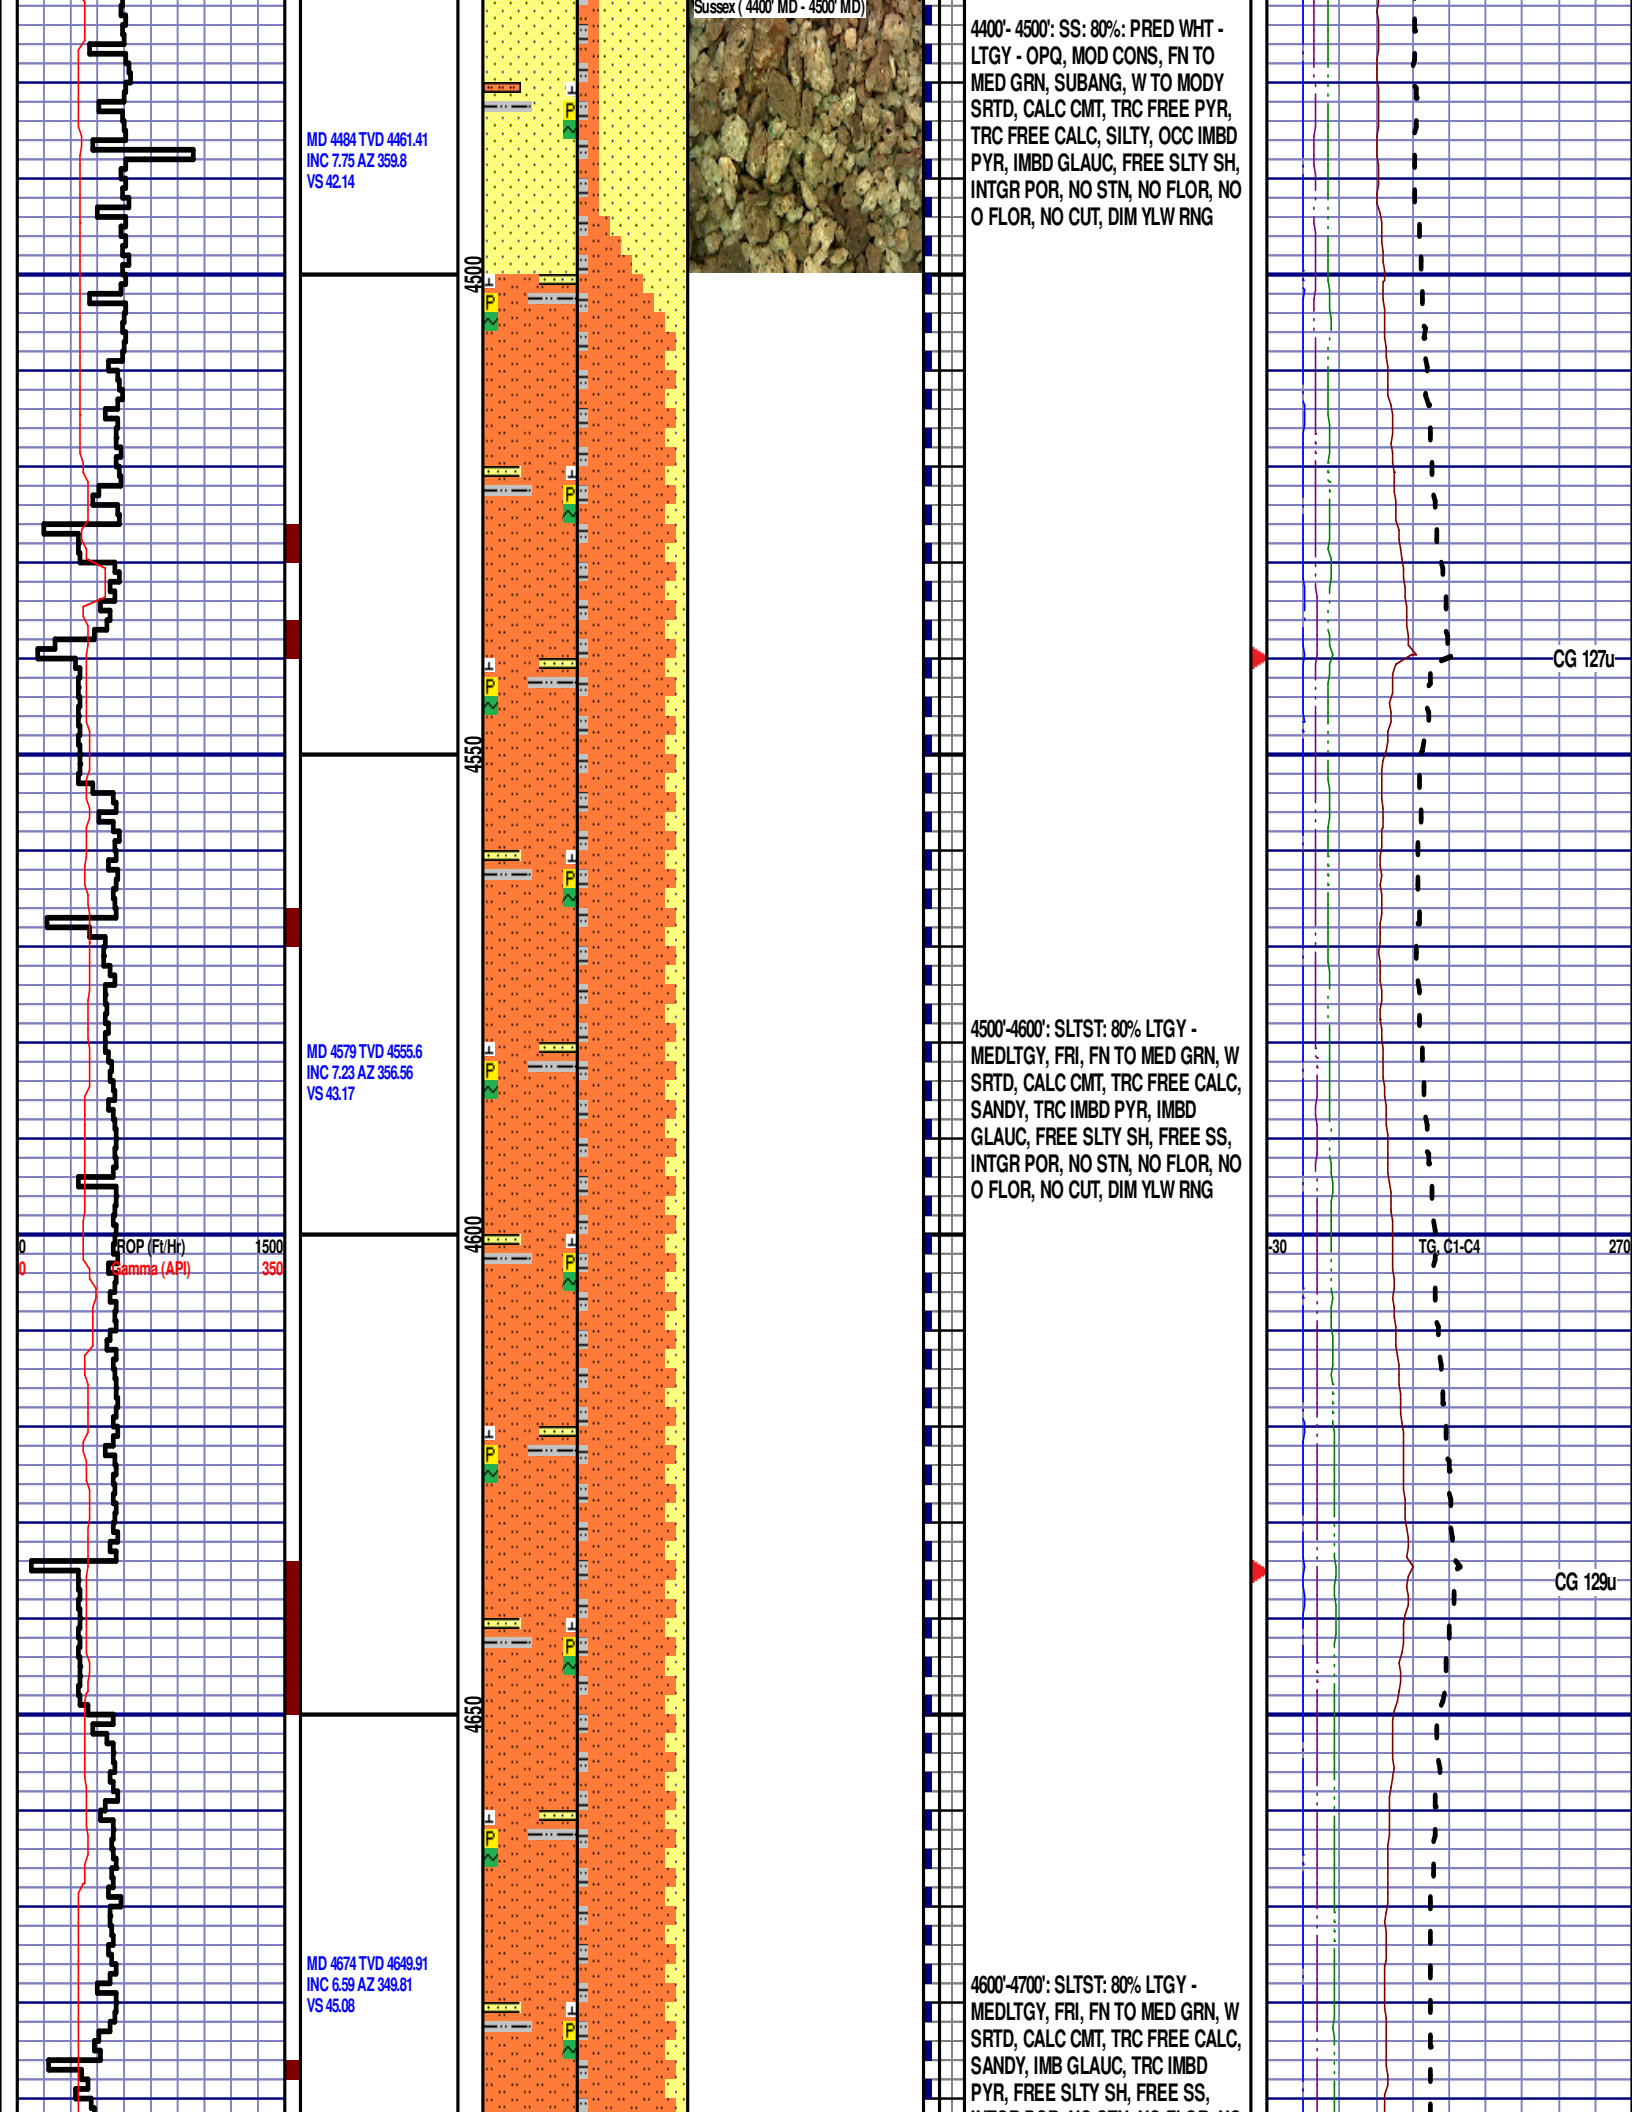 Sussex ( 4400' MD - 4500' MD)
4400'- 4500': SS: 80%: PRED WHT -
LTGY - OPQ, MOD CONS, FN TO
MED GRN, SUBANG, W TO MODY
SRTD, CALC CMT, TRC FREE PYR,
TRC FREE CALC, SILTY, OCC IMBD
PYR, IMBD GLAUC, FREE SLTY SH,
INTGR POR, NO STN, NO FLOR, NO
O FLOR, NO CUT, DIM YLW RNG
MD 4484 TVD 4461.41
INC 7.75 AZ 359.8
VS 42.14
P
4500
P
P
P
CG 127u
4550
P
4500'-4600': SLTST: 80% LTGY -
MEDLTGY, FRI, FN TO MED GRN, W
SRTD, CALC CMT, TRC FREE CALC,
SANDY, TRC IMBD PYR, IMBD
GLAUC, FREE SLTY SH, FREE SS,
INTGR POR, NO STN, NO FLOR, NO
O FLOR, NO CUT, DIM YLW RNG
MD 4579 TVD 4555.6
INC 7.23 AZ 356.56
VS 43.17
P
4600
0 ROP (Ft/Hr) 1500
0 Gamma (API) 350
-30 TG, C1-C4 270
P
P
CG 129u
P
4650
P
MD 4674 TVD 4649.91
INC 6.59 AZ 349.81
VS 45.08
P
4600'-4700': SLTST: 80% LTGY -
MEDLTGY, FRI, FN TO MED GRN, W
SRTD, CALC CMT, TRC FREE CALC,
SANDY, IMB GLAUC, TRC IMBD
PYR, FREE SLTY SH, FREE SS,
INTGR POR, NO STN, NO FLOR, NO